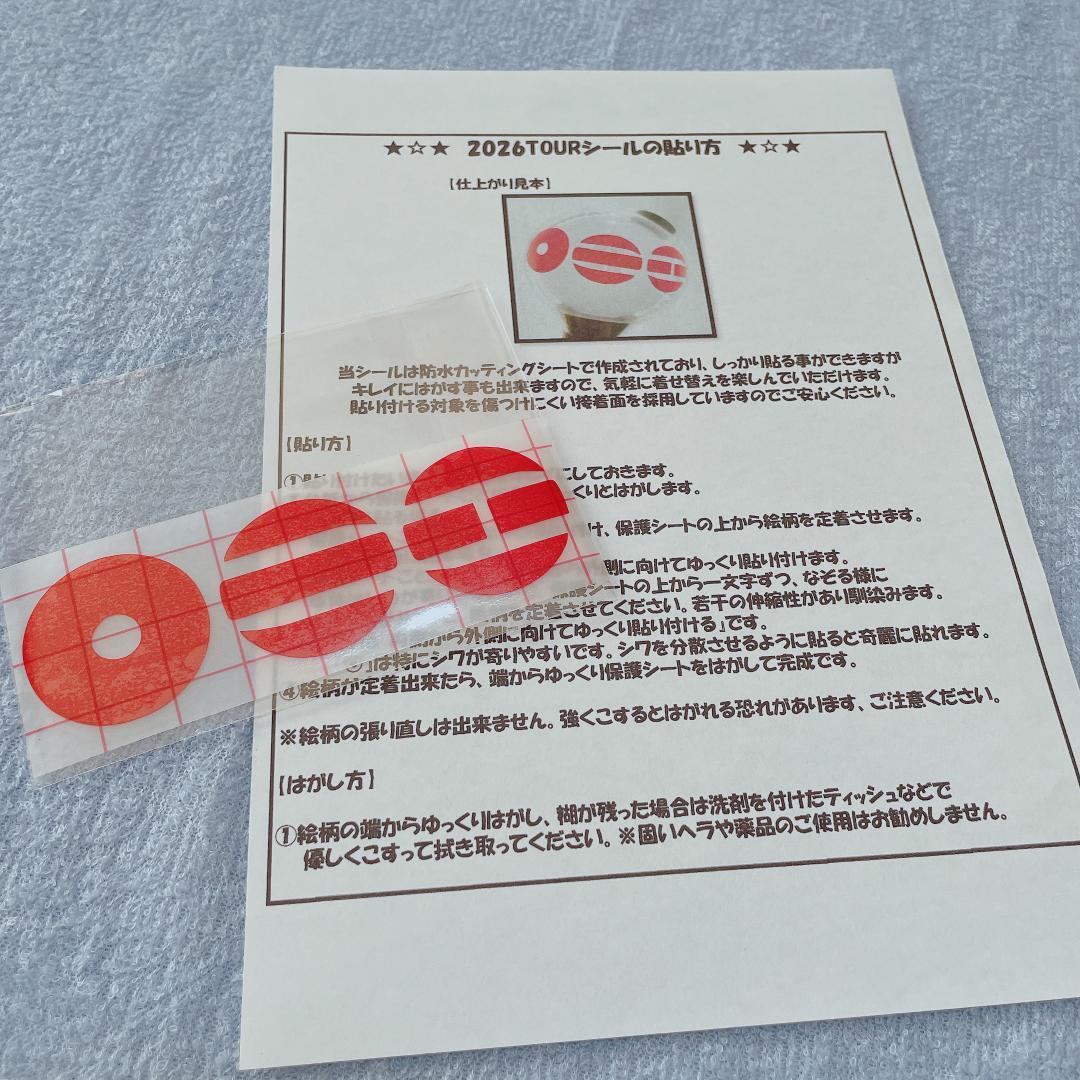 ★☆★ 2026TOURシールの貼り方 ★☆★
【仕上がり見本】
当シールは防水カッティングシートで作成されており、しっかり貼る事ができますが
キレイにはがす事も出来ますので、気軽に着せ替えを楽しんでいただけます。
貼り付ける対象を傷つけにくい接着面を採用していますのでご安心ください。
【貼り方】
①貼り付けたい
にしておきます。
くりとはがします。
け、保護シートの上から絵柄を定着させます。
側に向けてゆっくり貼り付けます。
保護シートの上から一文字ずつ、なぞる様に
を定着させてください。若干の伸縮性があり馴染みます。
から外側に向けてゆっくり貼り付ける』です。
は特にシワが寄りやすいです。シワを分散させるように貼ると奇麗に貼れます。
④絵柄が定着出来たら、端からゆっくり保護シートをはがして完成です。
※絵柄の張り直しは出来ません。強くこするとはがれる恐れがあります、ご注意ください。
【はがし方】
①絵柄の端からゆっくりはがし、糊が残った場合は洗剤を付けたティッシュなどで
優しくこすって拭き取ってください。※固いヘラや薬品のご使用はお勧めしません。